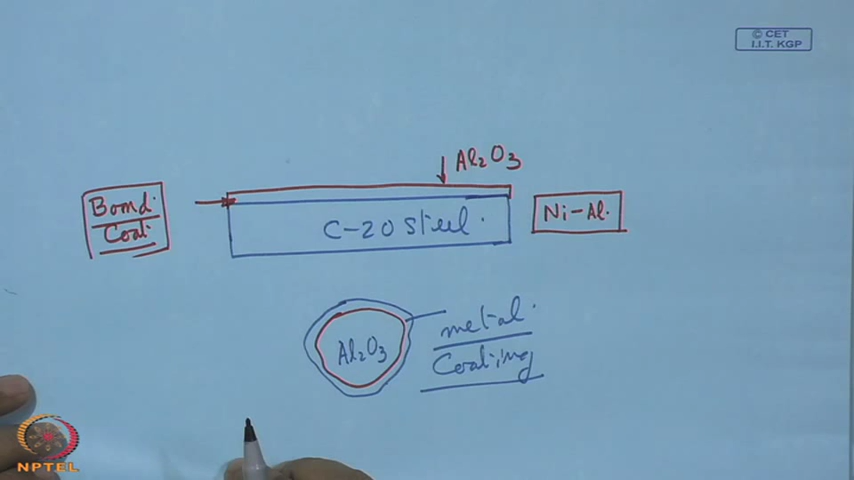 © CET
I.I.T. KGP
Al₂O₃
Bond.
Coat
C-20 Steel.
Ni-Al.
Al₂O₃
metal.
Coating
NPTEL